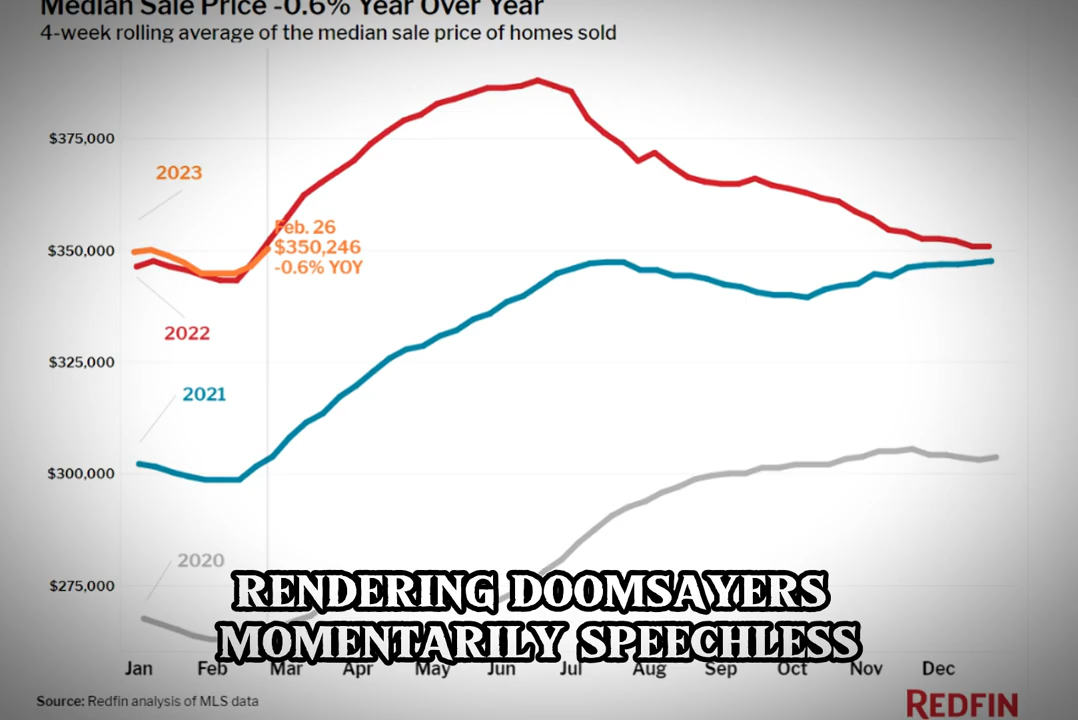 Median Sale Price -0.6% Year Over Year
4-week rolling average of the median sale price of homes sold
$375,000
2023
Feb. 26
$350,000
$350,246
-0.6% YOY
2022
$325,000
2021
$300,000
2020
$275,000
RENDERING DOOMSAYERS
MOMENTARILY SPEECHLESS
Jan Feb Mar Apr May Jun Jul Aug Sep Oct Nov Dec
Source: Redfin analysis of MLS data
REDFIN